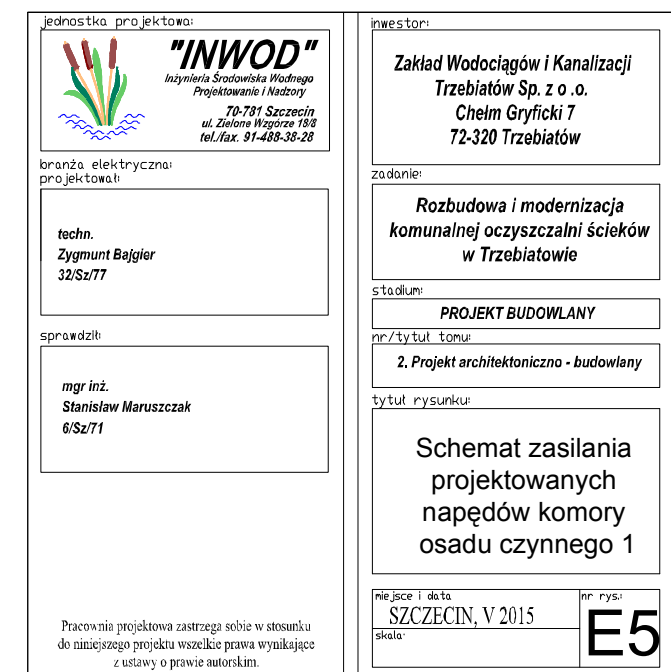 jednostka projektowa:
"INWOD"
Inżynieria Środowiska Wodnego
Projektowanie i Nadzory
70-781 Szczecin
ul. Zielone Wzgórze 18/8
tel./fax. 91-488-38-28
branża elektryczna:
projektował:
techn.
Zygmunt Bajgier
32/Sz/77
sprawdził:
mgr inż.
Stanisław Maruszczak
6/Sz/71
Pracownia projektowa zastrzega sobie w stosunku
do niniejszego projektu wszelkie prawa wynikające
z ustawy o prawie autorskim.
inwestor:
Zakład Wodociągów i Kanalizacji
Trzebiatów Sp. z o .o.
Chełm Gryficki 7
72-320 Trzebiatów
zadanie:
Rozbudowa i modernizacja
komunalnej oczyszczalni ścieków
w Trzebiatowie
stadium:
PROJEKT BUDOWLANY
nr/tytuł tomu:
2. Projekt architektoniczno - budowlany
tytuł rysunku:
Schemat zasilania
projektowanych
napędów komory
osadu czynnego 1
miejsce i data
SZCZECIN, V 2015
skala:
nr rys.:
E5